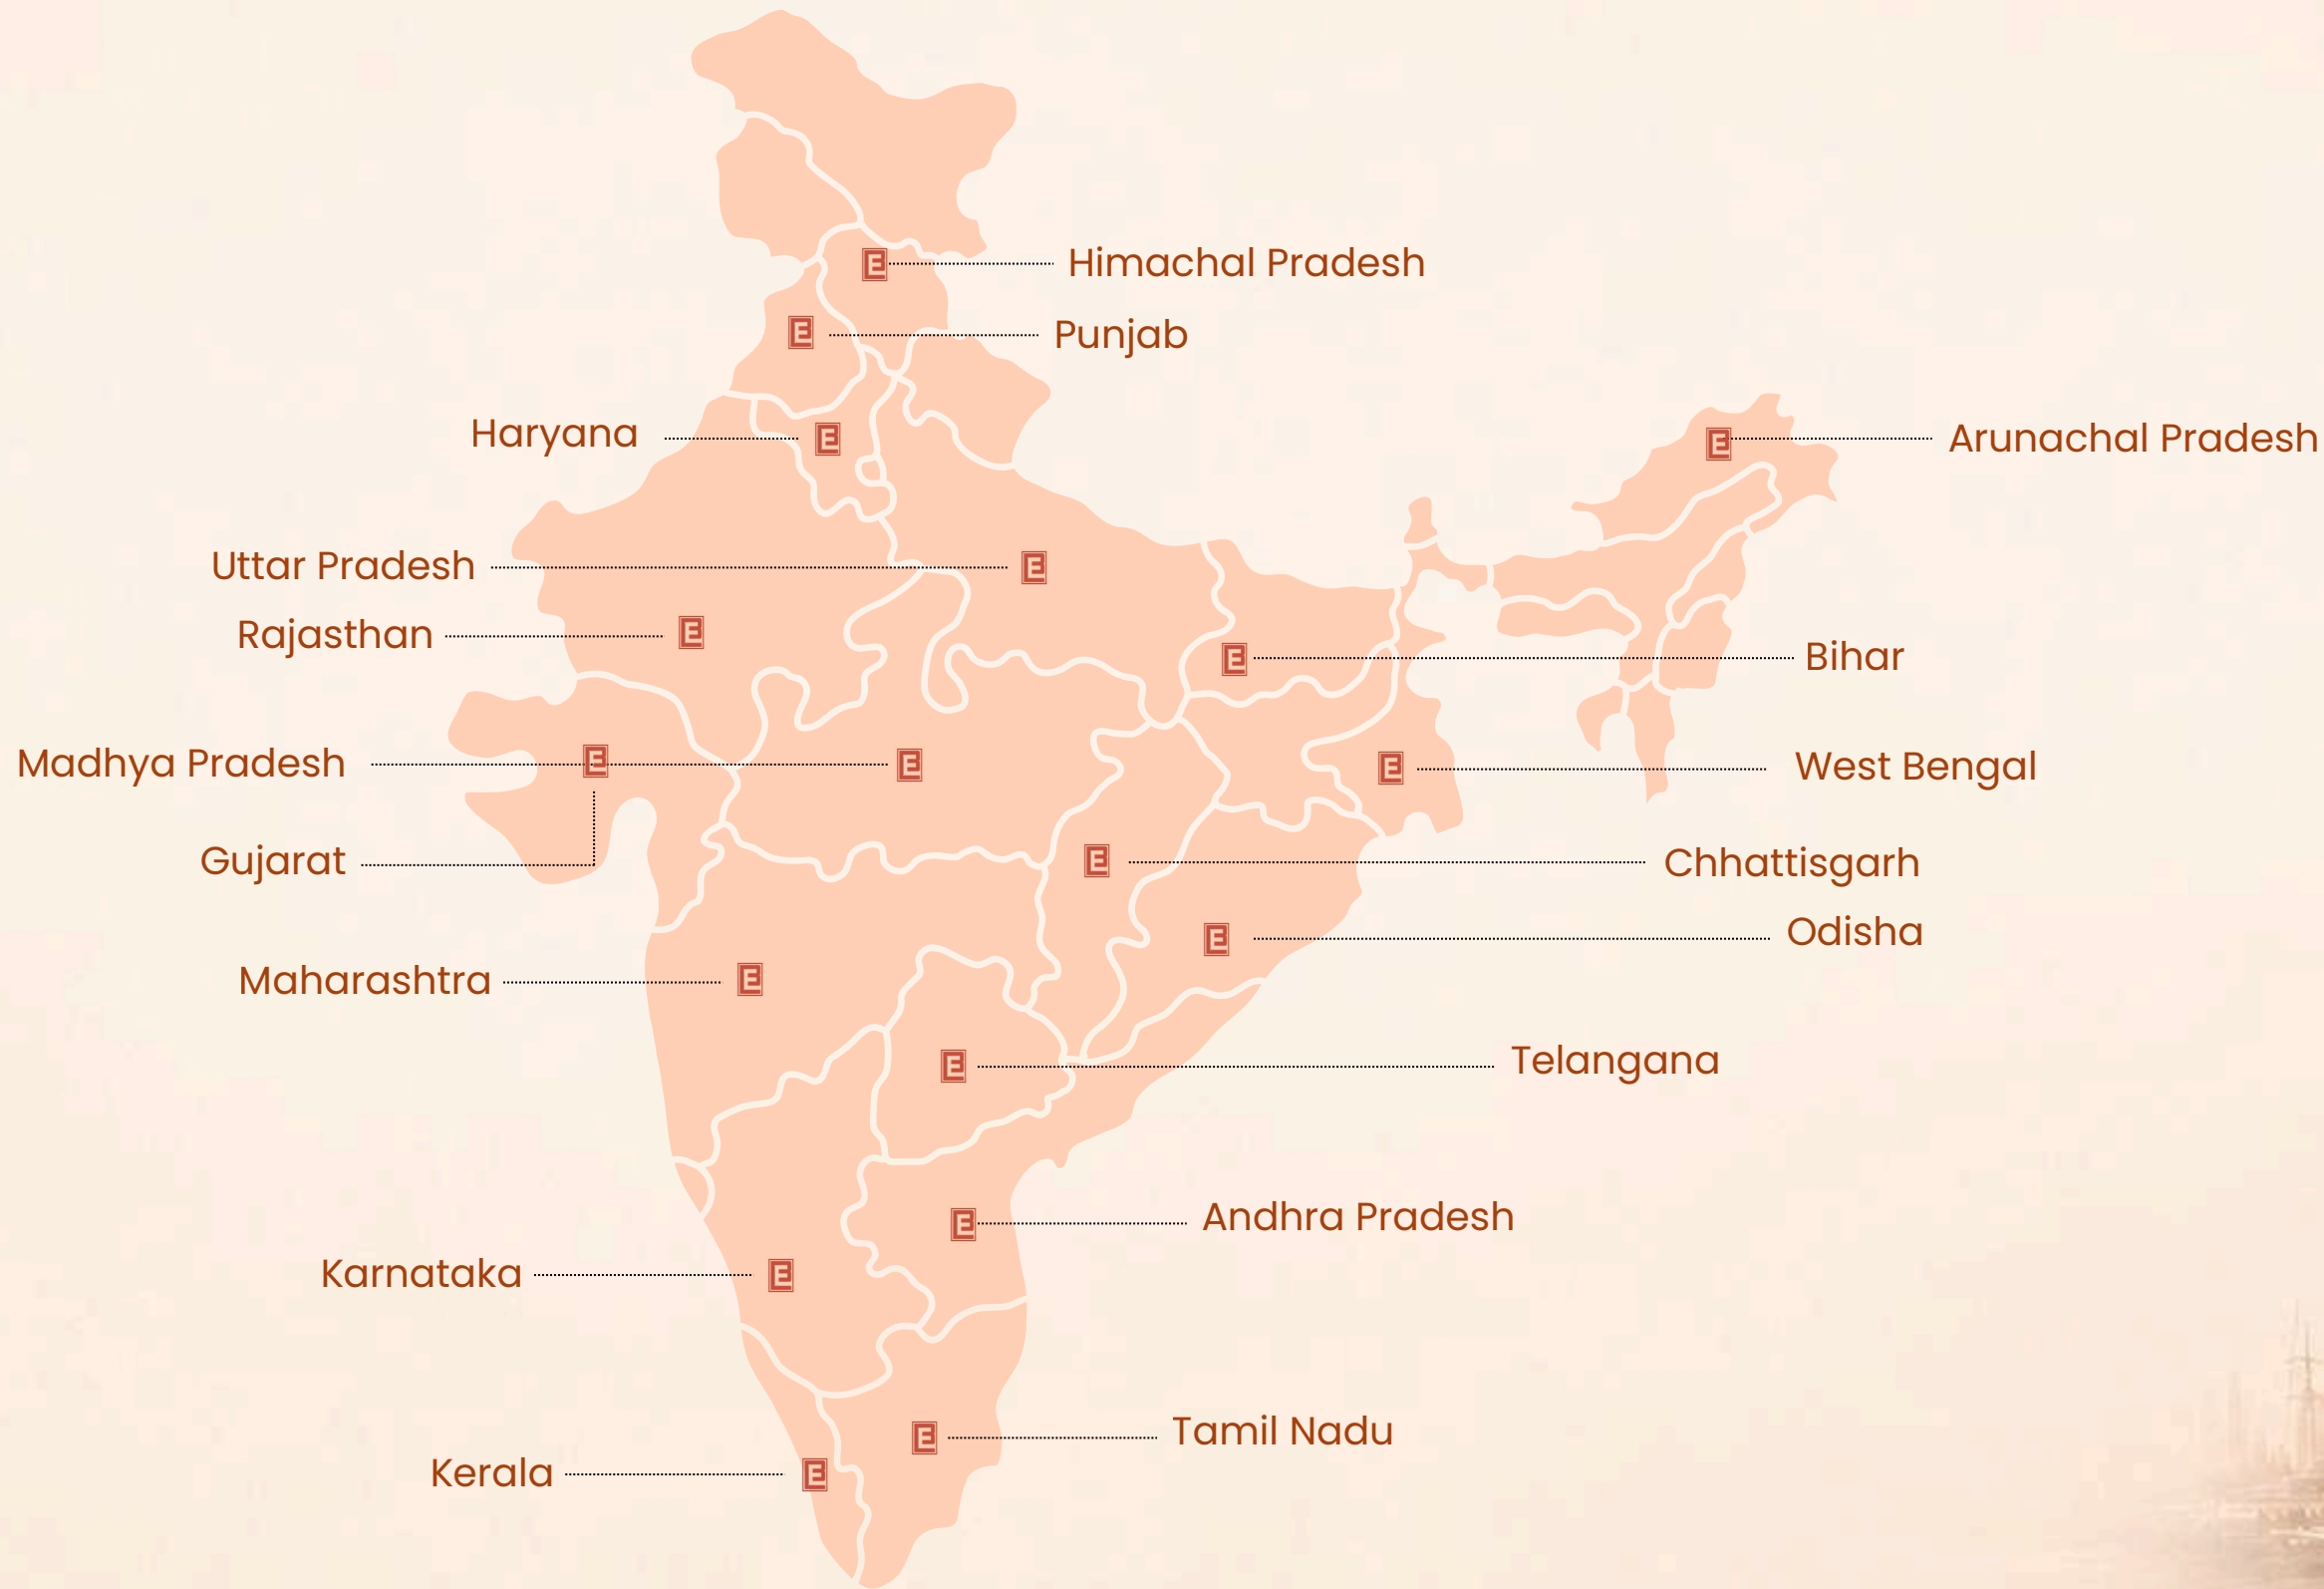 Himachal Pradesh
Punjab
Haryana
Arunachal Pradesh
Uttar Pradesh
Rajasthan
Bihar
Madhya Pradesh
West Bengal
Gujarat
Chhattisgarh
Odisha
Maharashtra
Telangana
Andhra Pradesh
Karnataka
Tamil Nadu
Kerala